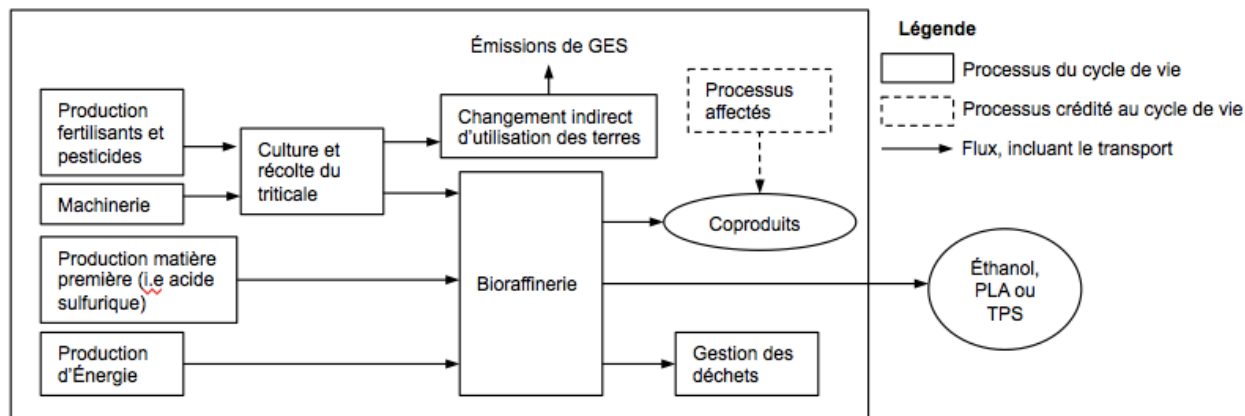 Émissions de GES
Production
fertilisants et
pesticides
Machinerie
Culture et
récolte du
triticale
Changement indirect
d'utilisation des terres
Processus
affectés
Production matière
première (i.e acide
sulfurique)
Production
d'Énergie
Bioraffinerie
Coproduits
Gestion des
déchets
Éthanol,
PLA ou
TPS
Légende
Processus du cycle de vie
Processus crédité au cycle de vie
Flux, incluant le transport